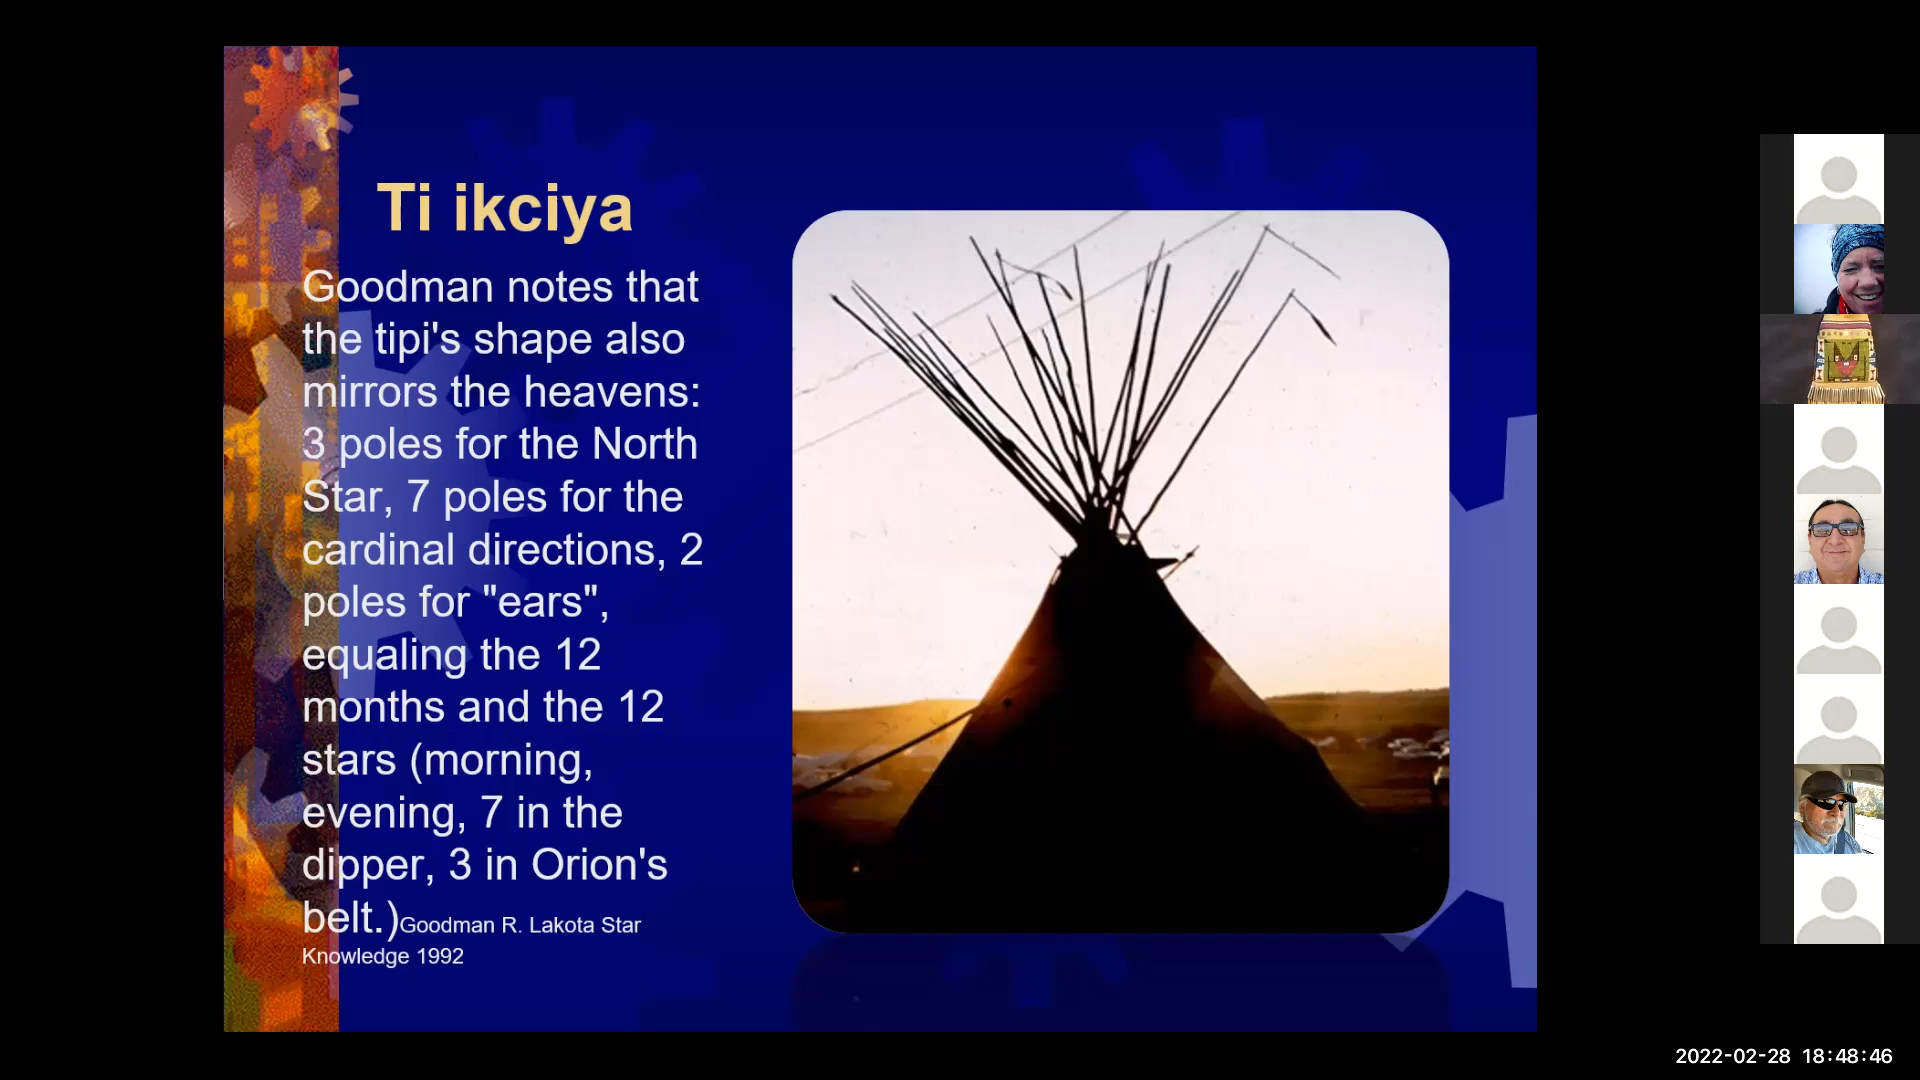 Ti ikciya
Goodman notes that
the tipi's shape also
mirrors the heavens:
3 poles for the North
Star, 7 poles for the
cardinal directions, 2
poles for "ears",
equaling the 12
months and the 12
stars (morning,
evening, 7 in the
dipper, 3 in Orion's
belt.)Goodman R. Lakota Star
Knowledge 1992
2022-02-28 18:48:46